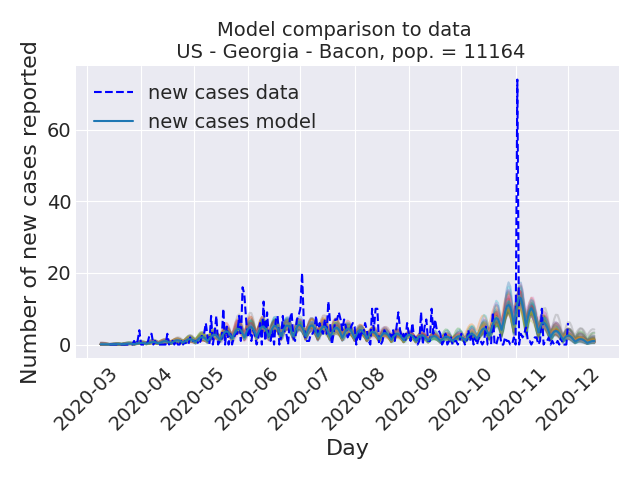 Model comparison to data
US - Georgia - Bacon, pop. = 11164
Number of new cases reported
new cases data
new cases model
60
40
20
0
2020-03
2020-04
2020-05
2020-06
2020-07
2020-08
2020-09
2020-10
2020-11
2020-12
Day